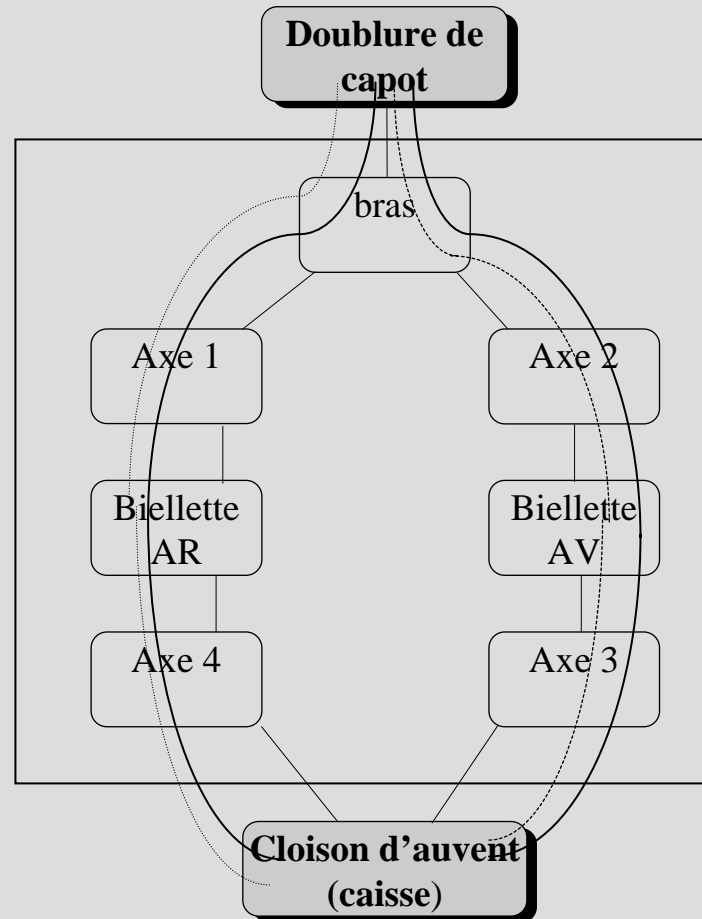 Doublure de
capot
bras
Axe 1
Axe 2
Biellette
AR
Biellette
AV
Axe 4
Axe 3
Cloison d’auvent
(caisse)